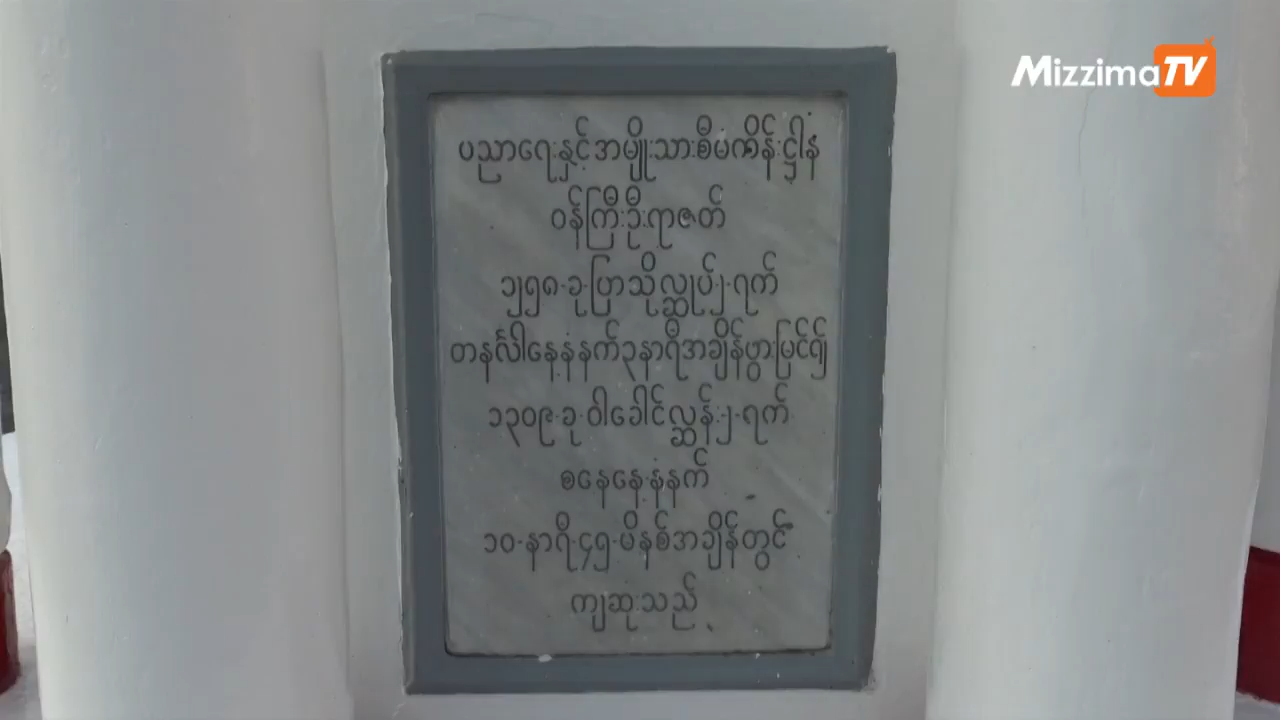 MizzimaTV
ပညာရေးနှင့်အမျိုးသားစီမံကိန်းဌာန
ဝန်ကြီးဦးရာဇတ်
၁၂၅၈-ခု-ပြာသိုလ္ဆုပ်-၂-ရက်
တနင်္လါနေ့နံနက်၃နာရီအချိန်ဖွားမြင်၍
၁၃၀၉-ခု-ဝါခေါင်လ္ဆန်း-၂-ရက်
စနေနေ့နံနက်
၁၀-နာရီ-၄၅-မိနစ်အချိန်တွင်
ကျဆုံးသည်